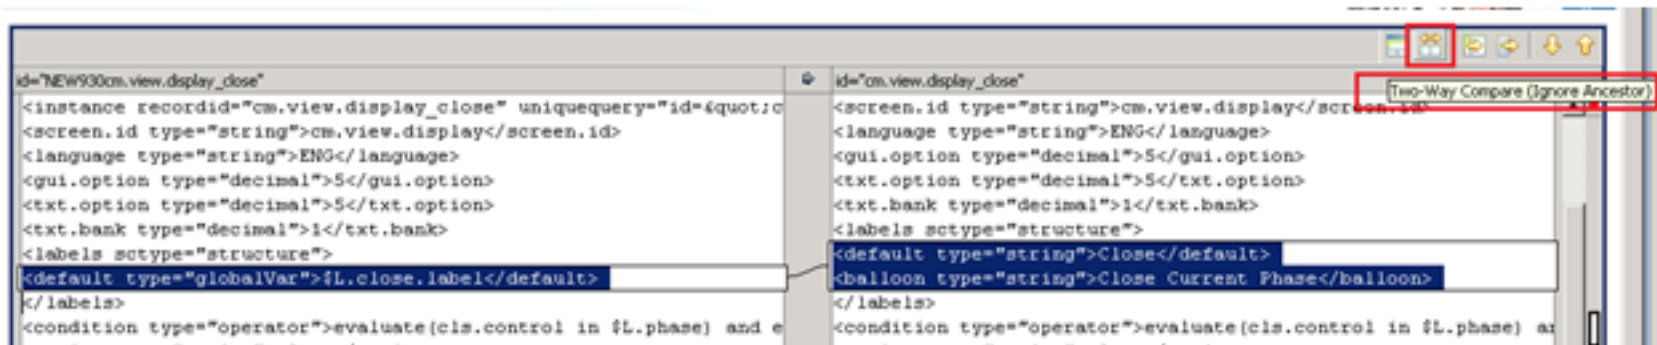 id="NEW930cm.view.display_close"
<instance recordid="cm.view.display_close" uniquequery="id=&quot;c
<screen.id type="string">cm.view.display</screen.id>
<language type="string">ENG</language>
<gui.option type="decimal">5</gui.option>
<txt.option type="decimal">5</txt.option>
<txt.bank type="decimal">1</txt.bank>
<labels sctype="structure">
<default type="globalVar">$L.close.label</default>
</labels>
<condition type="operator">evaluate(cls.control in $L.phase) and e
id="cm.view.display_close"
Two-Way Compare (Ignore Ancestor)
<screen.id type="string">cm.view.display</screen.id>
<language type="string">ENG</language>
<gui.option type="decimal">5</gui.option>
<txt.option type="decimal">5</txt.option>
<txt.bank type="decimal">1</txt.bank>
<labels sctype="structure">
<default type="string">Close</default>
<balloon type="string">Close Current Phase</balloon>
</labels>
<condition type="operator">evaluate(cls.control in $L.phase) a